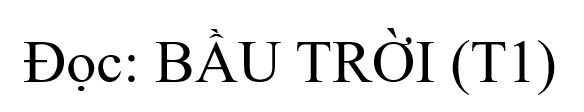 Đọc: BẦU TRỜI (T1)